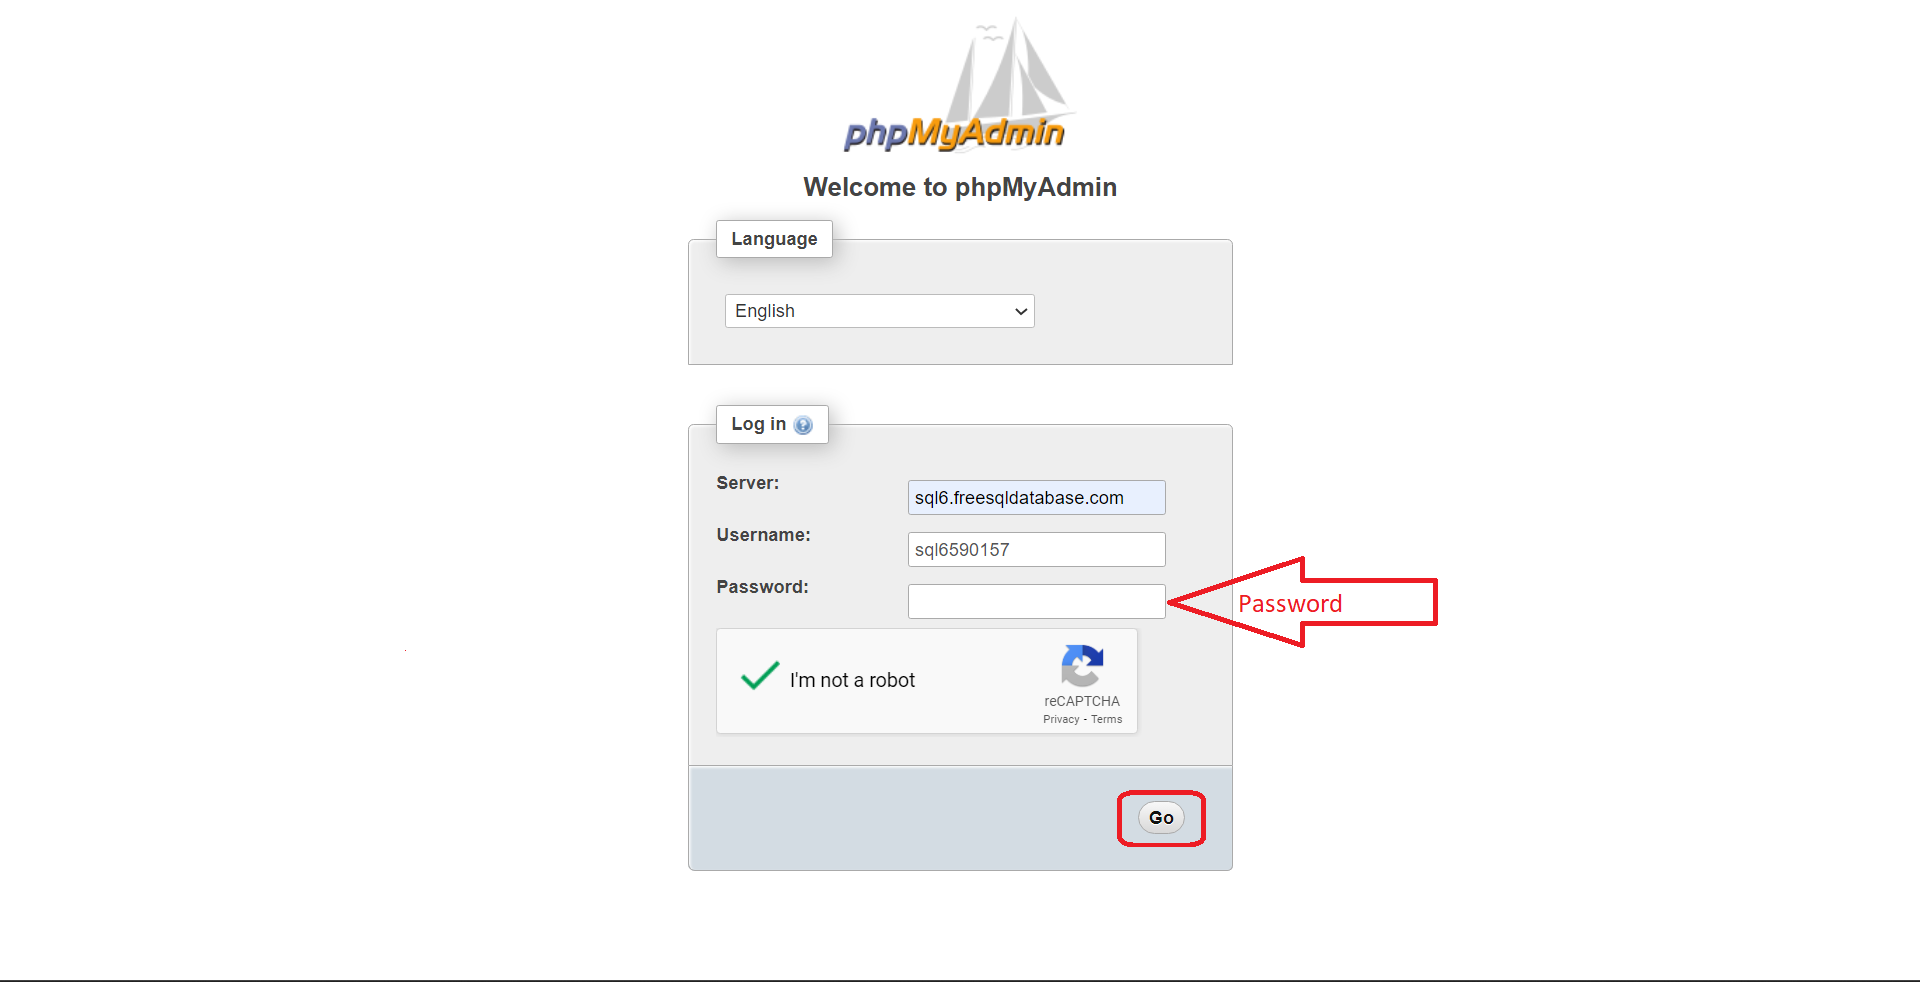 phpMyAdmin
Welcome to phpMyAdmin
Language
English
Log in
Server:
sql6.freesqldatabase.com
Username:
sql6590157
Password:
Password
I'm not a robot
reCAPTCHA
Privacy - Terms
Go